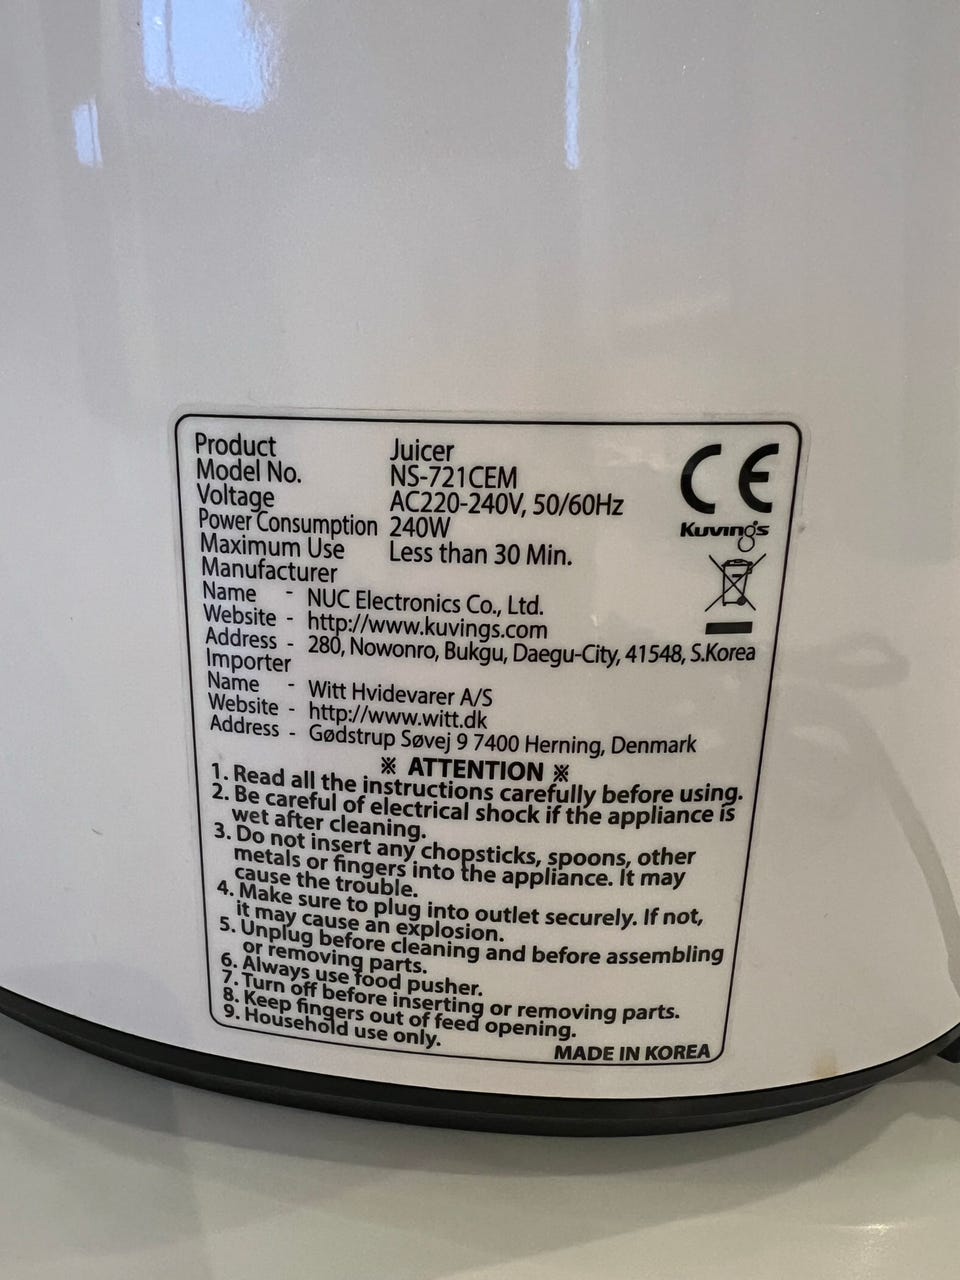 Product Juicer
Model No. NS-721CEM
Voltage AC220-240V, 50/60Hz
Power Consumption 240W
Maximum Use Less than 30 Min.
CE
Kuvings
Manufacturer
Name - NUC Electronics Co., Ltd.
Website - http://www.kuvings.com
Address - 280, Nowonro, Bukgu, Daegu-City, 41548, S.Korea
Importer
Name - Witt Hvidevarer A/S
Website - http://www.witt.dk
Address - Gødstrup Søvej 9 7400 Herning, Denmark
※ ATTENTION ※
1. Read all the instructions carefully before using.
2. Be careful of electrical shock if the appliance is
wet after cleaning.
3. Do not insert any chopsticks, spoons, other
metals or fingers into the appliance. It may
cause the trouble.
4. Make sure to plug into outlet securely. If not,
it may cause an explosion.
5. Unplug before cleaning and before assembling
or removing parts.
6. Always use food pusher.
7. Turn off before inserting or removing parts.
8. Keep fingers out of feed opening.
9. Household use only.
MADE IN KOREA